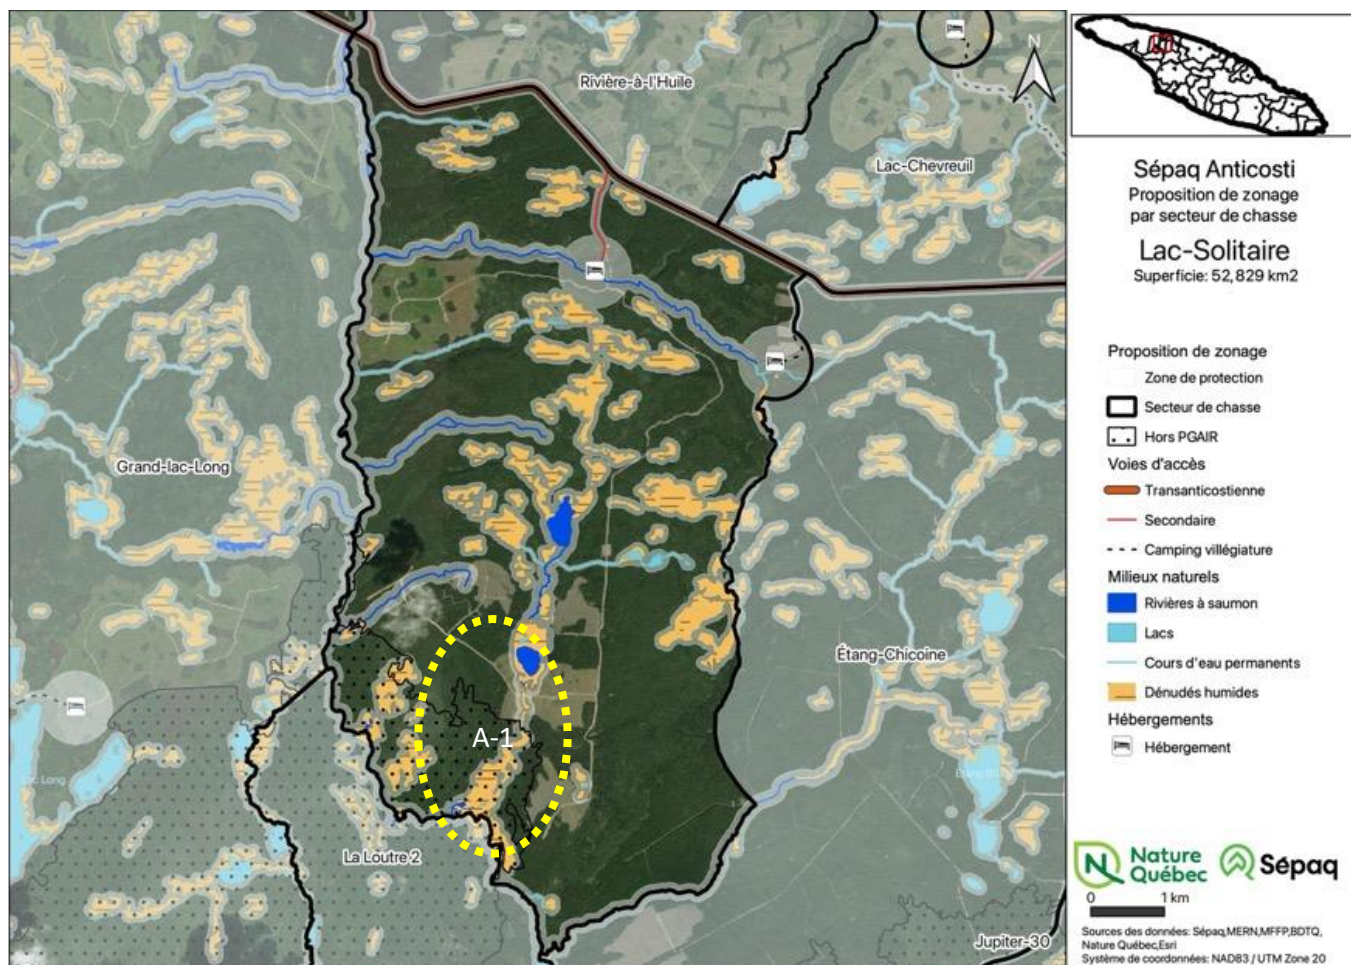 Rivière-à-l'Huile
N
Lac-Chevreuil
Grand-lac-Long
Étang-Chicoine
A-1
Lac Long
La Loutre 2
Jupiter-30
Sépaq Anticosti
Proposition de zonage
par secteur de chasse
Lac-Solitaire
Superficie: 52,829 km2
Proposition de zonage
Zone de protection
Secteur de chasse
Hors PGAIR
Voies d'accès
Transanticostienne
Secondaire
Camping villégiature
Milieux naturels
Rivières à saumon
Lacs
Cours d'eau permanents
Dénudés humides
Hébergements
Hébergement
Nature
Québec
Sépaq
0 1 km
Sources des données: Sépaq,MERN,MFFP,BDTQ,
Nature Québec,Esri
Système de coordonnées: NAD83 / UTM Zone 20